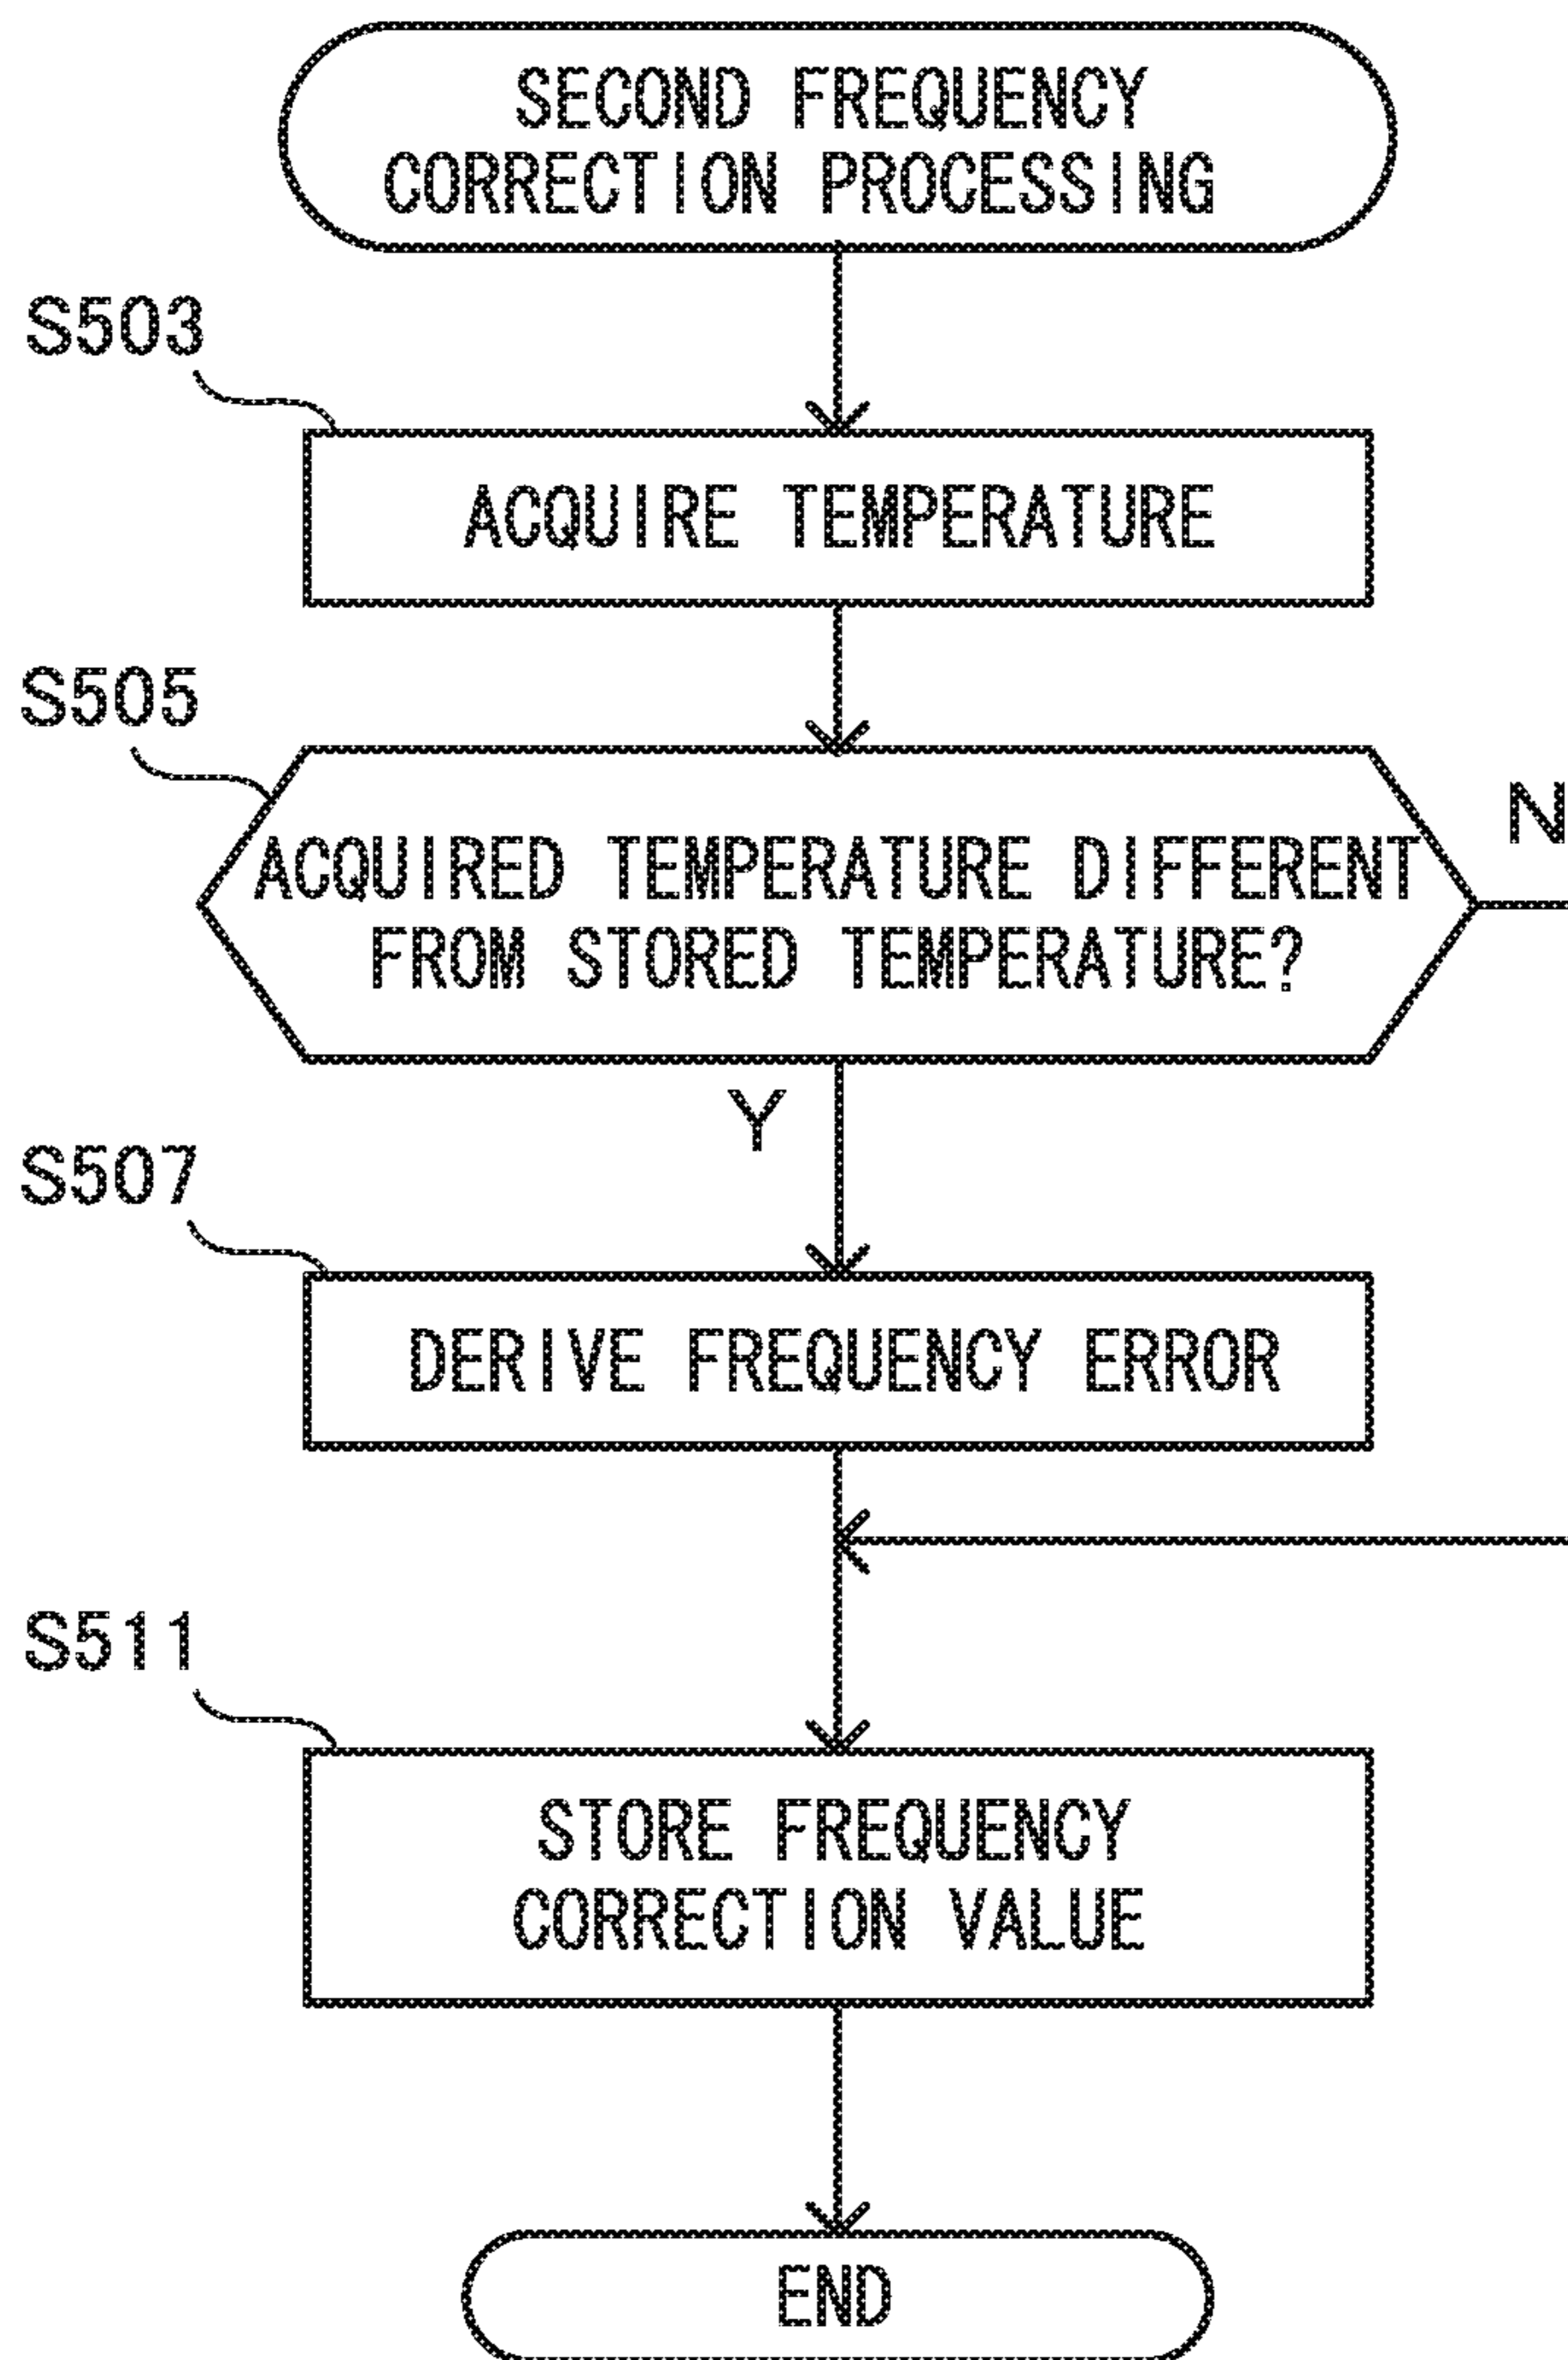 SECOND FREQUENCY
CORRECTION PROCESSING
S503
ACQUIRE TEMPERATURE
S505
N
ACQUIRED TEMPERATURE DIFFERENT
FROM STORED TEMPERATURE?
Y
S507
DERIVE FREQUENCY ERROR
S511
STORE FREQUENCY
CORRECTION VALUE
END